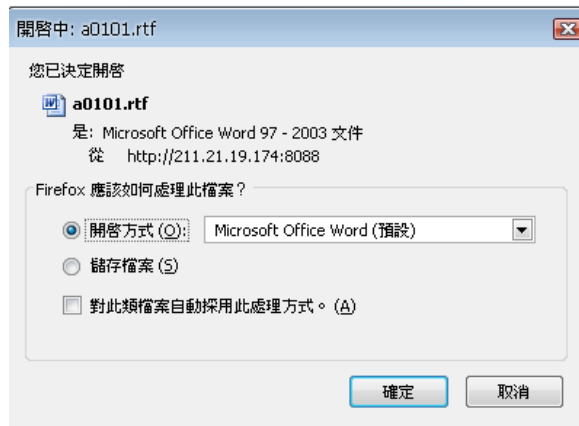 開啓中: a0101.rtf
您已決定開啓
a0101.rtf
是: Microsoft Office Word 97 - 2003 文件
從 http://211.21.19.174:8088
Firefox 應該如何處理此檔案？
開啓方式 (O): Microsoft Office Word (預設)
儲存檔案 (S)
對此類檔案自動採用此處理方式。(A)
確定 取消